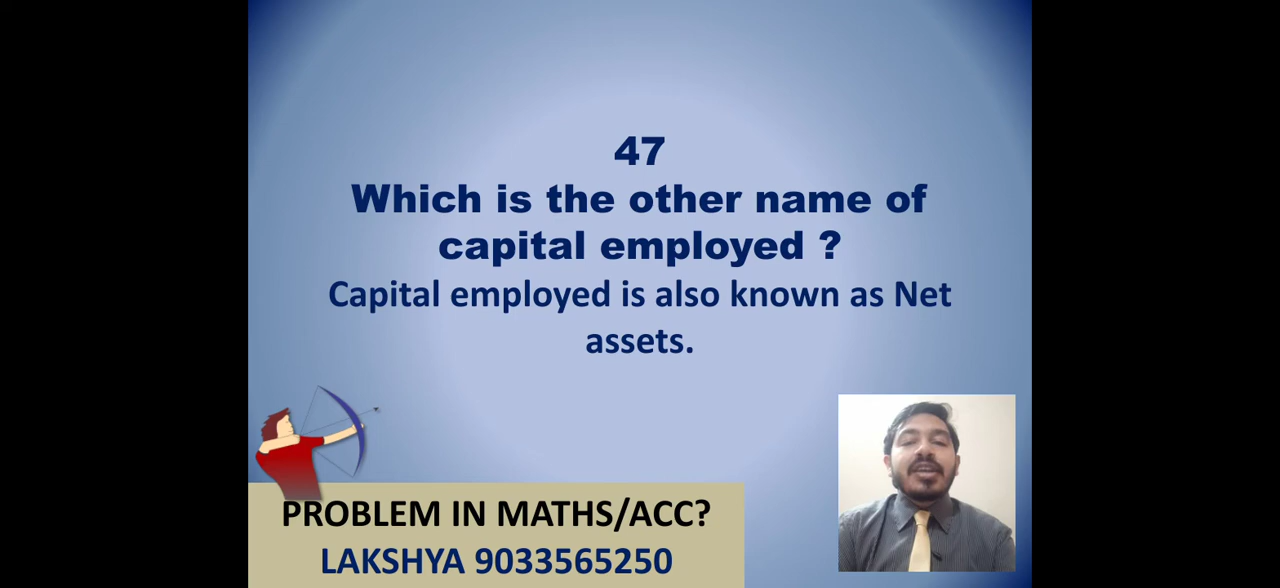 47
Which is the other name of
capital employed ?
Capital employed is also known as Net
assets.
PROBLEM IN MATHS/ACC?
LAKSHYA 9033565250